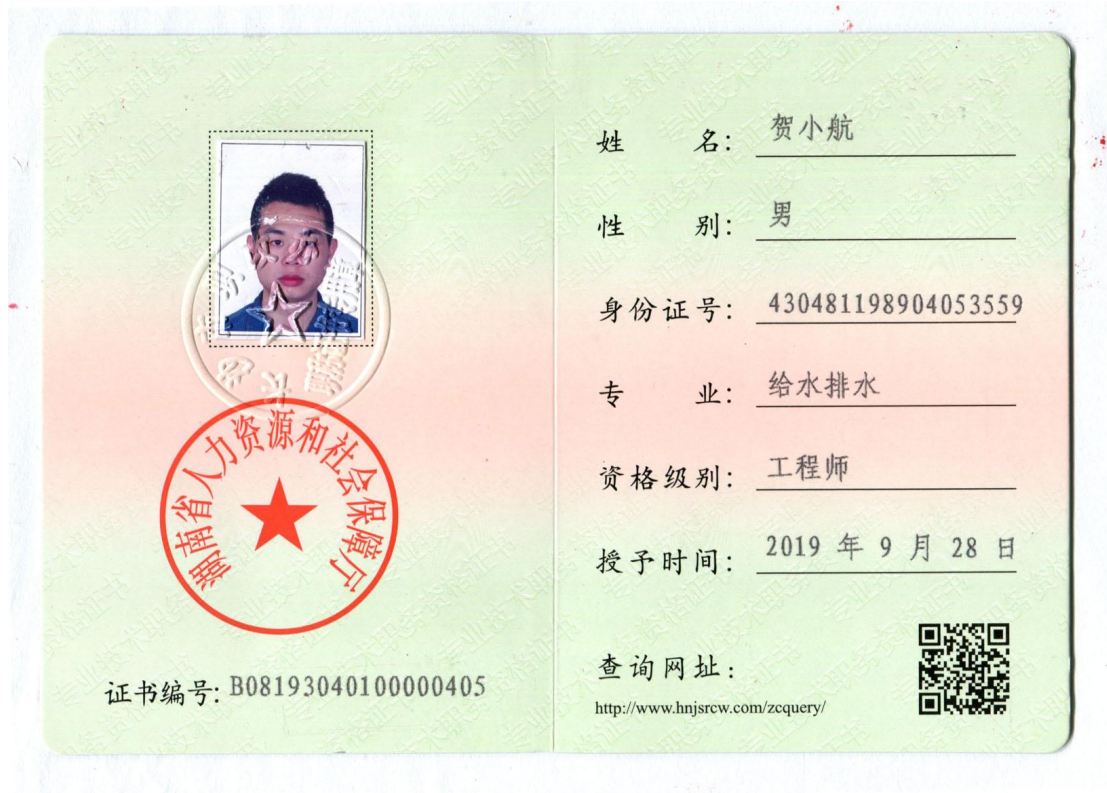 湖南省人力资源和社会保障厅
证书编号: B08193040100000405
姓名: 贺小航
性别: 男
身份证号: 430481198904053559
专业: 给水排水
资格级别: 工程师
授予时间: 2019 年 9 月 28 日
查询网址:
http://www.hnjsrcw.com/zcquery/